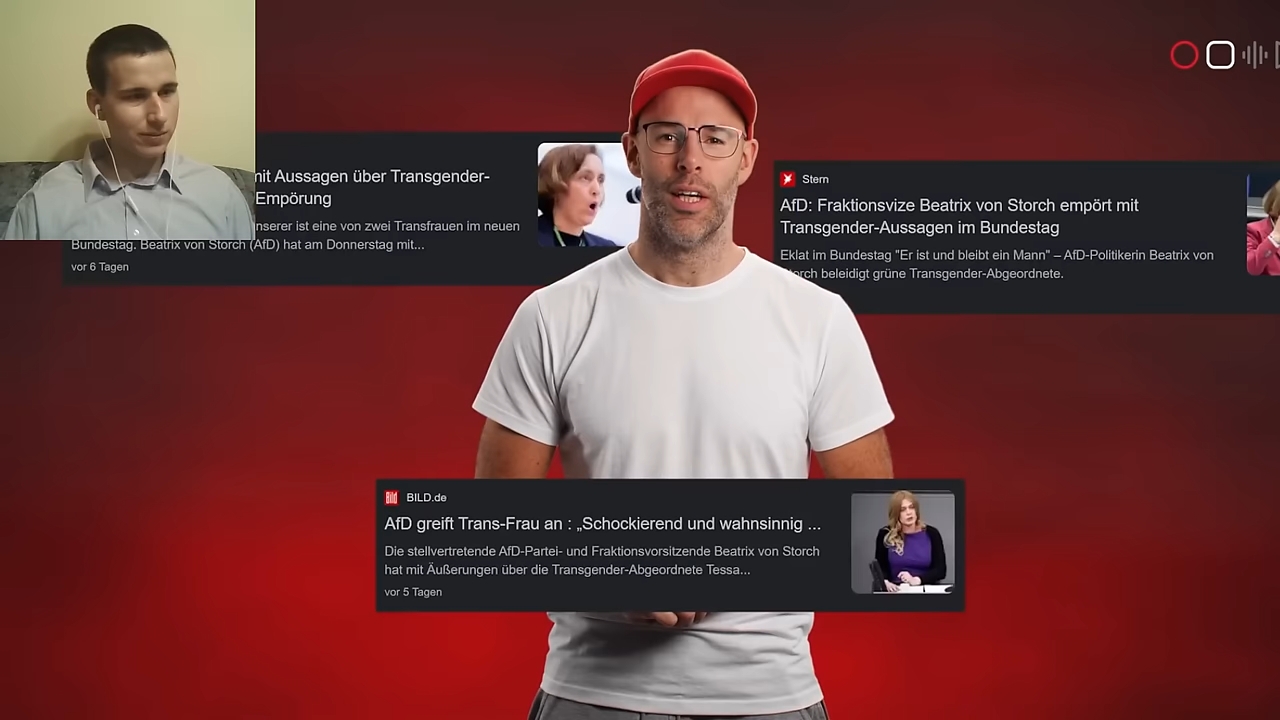 mit Aussagen über Transgender-
Empörung
unserer ist eine von zwei Transfrauen im neuen
Bundestag. Beatrix von Storch (AfD) hat am Donnerstag mit...
vor 6 Tagen
Stern
AfD: Fraktionsvize Beatrix von Storch empört mit
Transgender-Aussagen im Bundestag
Eklat im Bundestag "Er ist und bleibt ein Mann" – AfD-Politikerin Beatrix von
Storch beleidigt grüne Transgender-Abgeordnete.
Bild
BILD.de
AfD greift Trans-Frau an : „Schockierend und wahnsinnig ...
Die stellvertretende AfD-Partei- und Fraktionsvorsitzende Beatrix von Storch
hat mit Äußerungen über die Transgender-Abgeordnete Tessa...
vor 5 Tagen